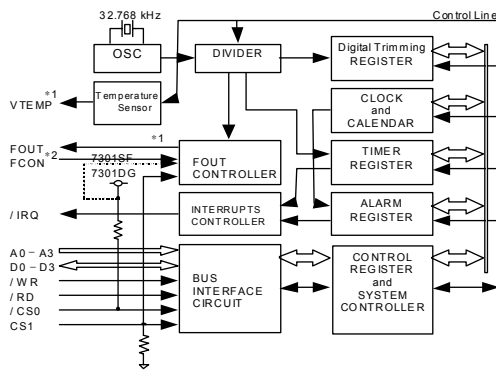 32.768 kHz
Control Line
OSC
DIVIDER
Digital Trimming
REGISTER
*1
VTEMP
Temperature
Sensor
CLOCK
and
CALENDAR
*1
FOUT
FCON *2
7301SF
7301DG
FOUT
CONTROLLER
TIMER
REGISTER
/IRQ
INTERRUPTS
CONTROLLER
ALARM
REGISTER
A0-A3
D0-D3
/WR
/RD
/CS0
CS1
BUS
INTERFACE
CIRCUIT
CONTROL
REGISTER
and
SYSTEM
CONTROLLER